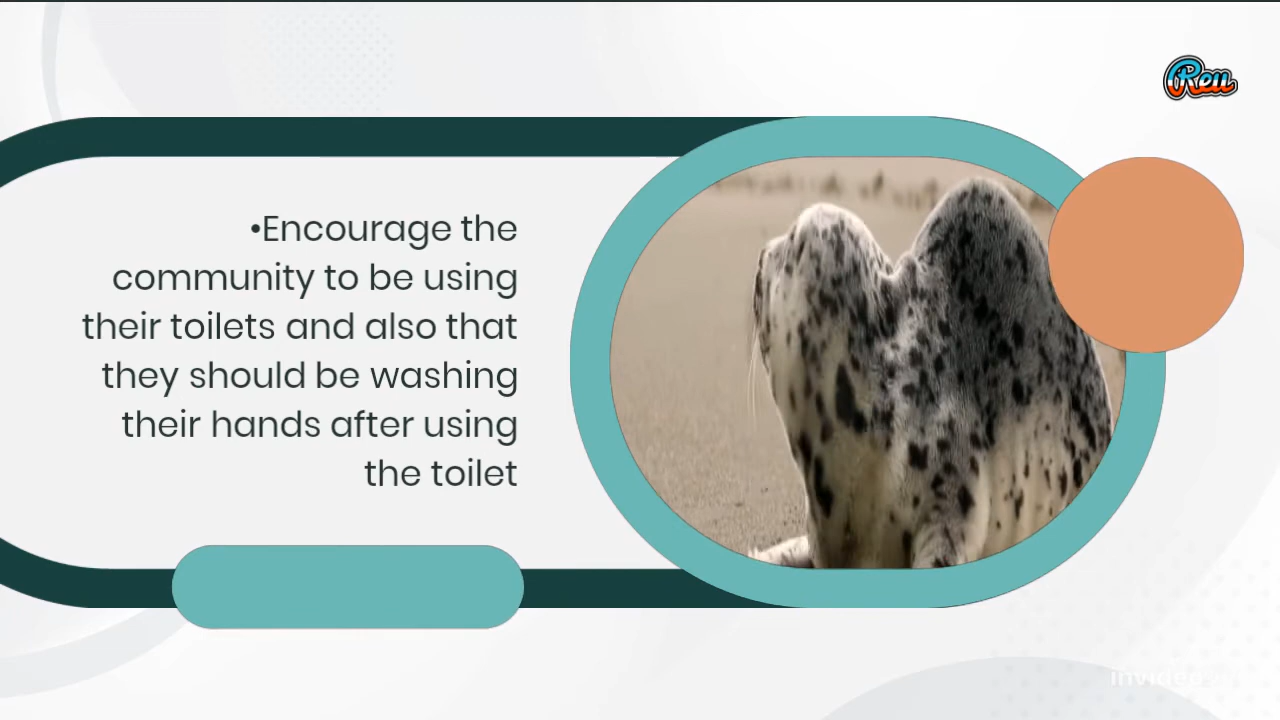 Reu
•Encourage the
community to be using
their toilets and also that
they should be washing
their hands after using
the toilet
invideo